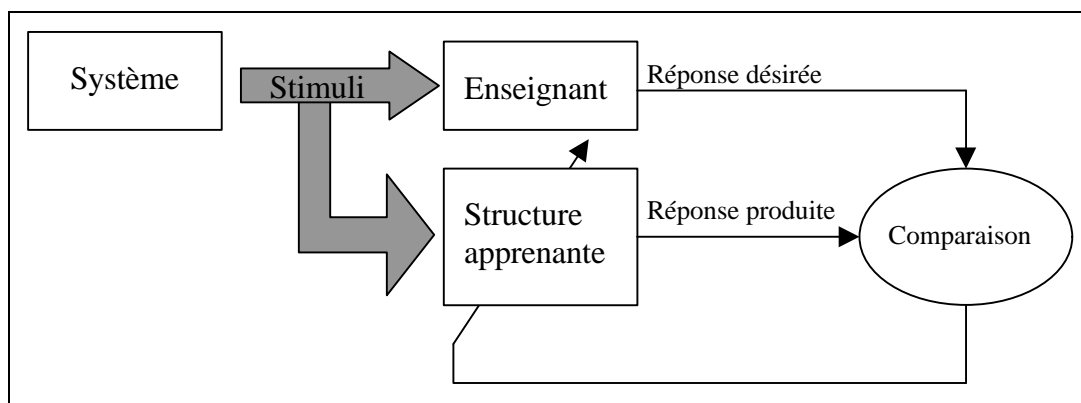 Système
Stimuli
Enseignant
Réponse désirée
Structure
apprenante
Réponse produite
Comparaison